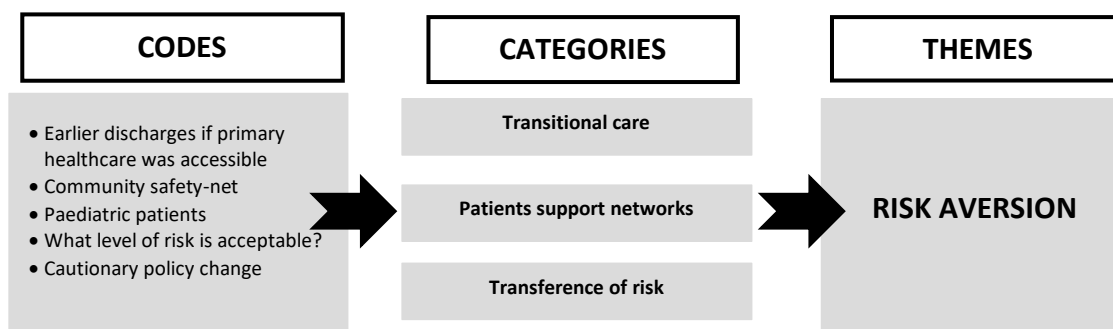 CODES
• Earlier discharges if primary
healthcare was accessible
• Community safety-net
• Paediatric patients
• What level of risk is acceptable?
• Cautionary policy change
CATEGORIES
Transitional care
Patients support networks
Transference of risk
THEMES
RISK AVERSION